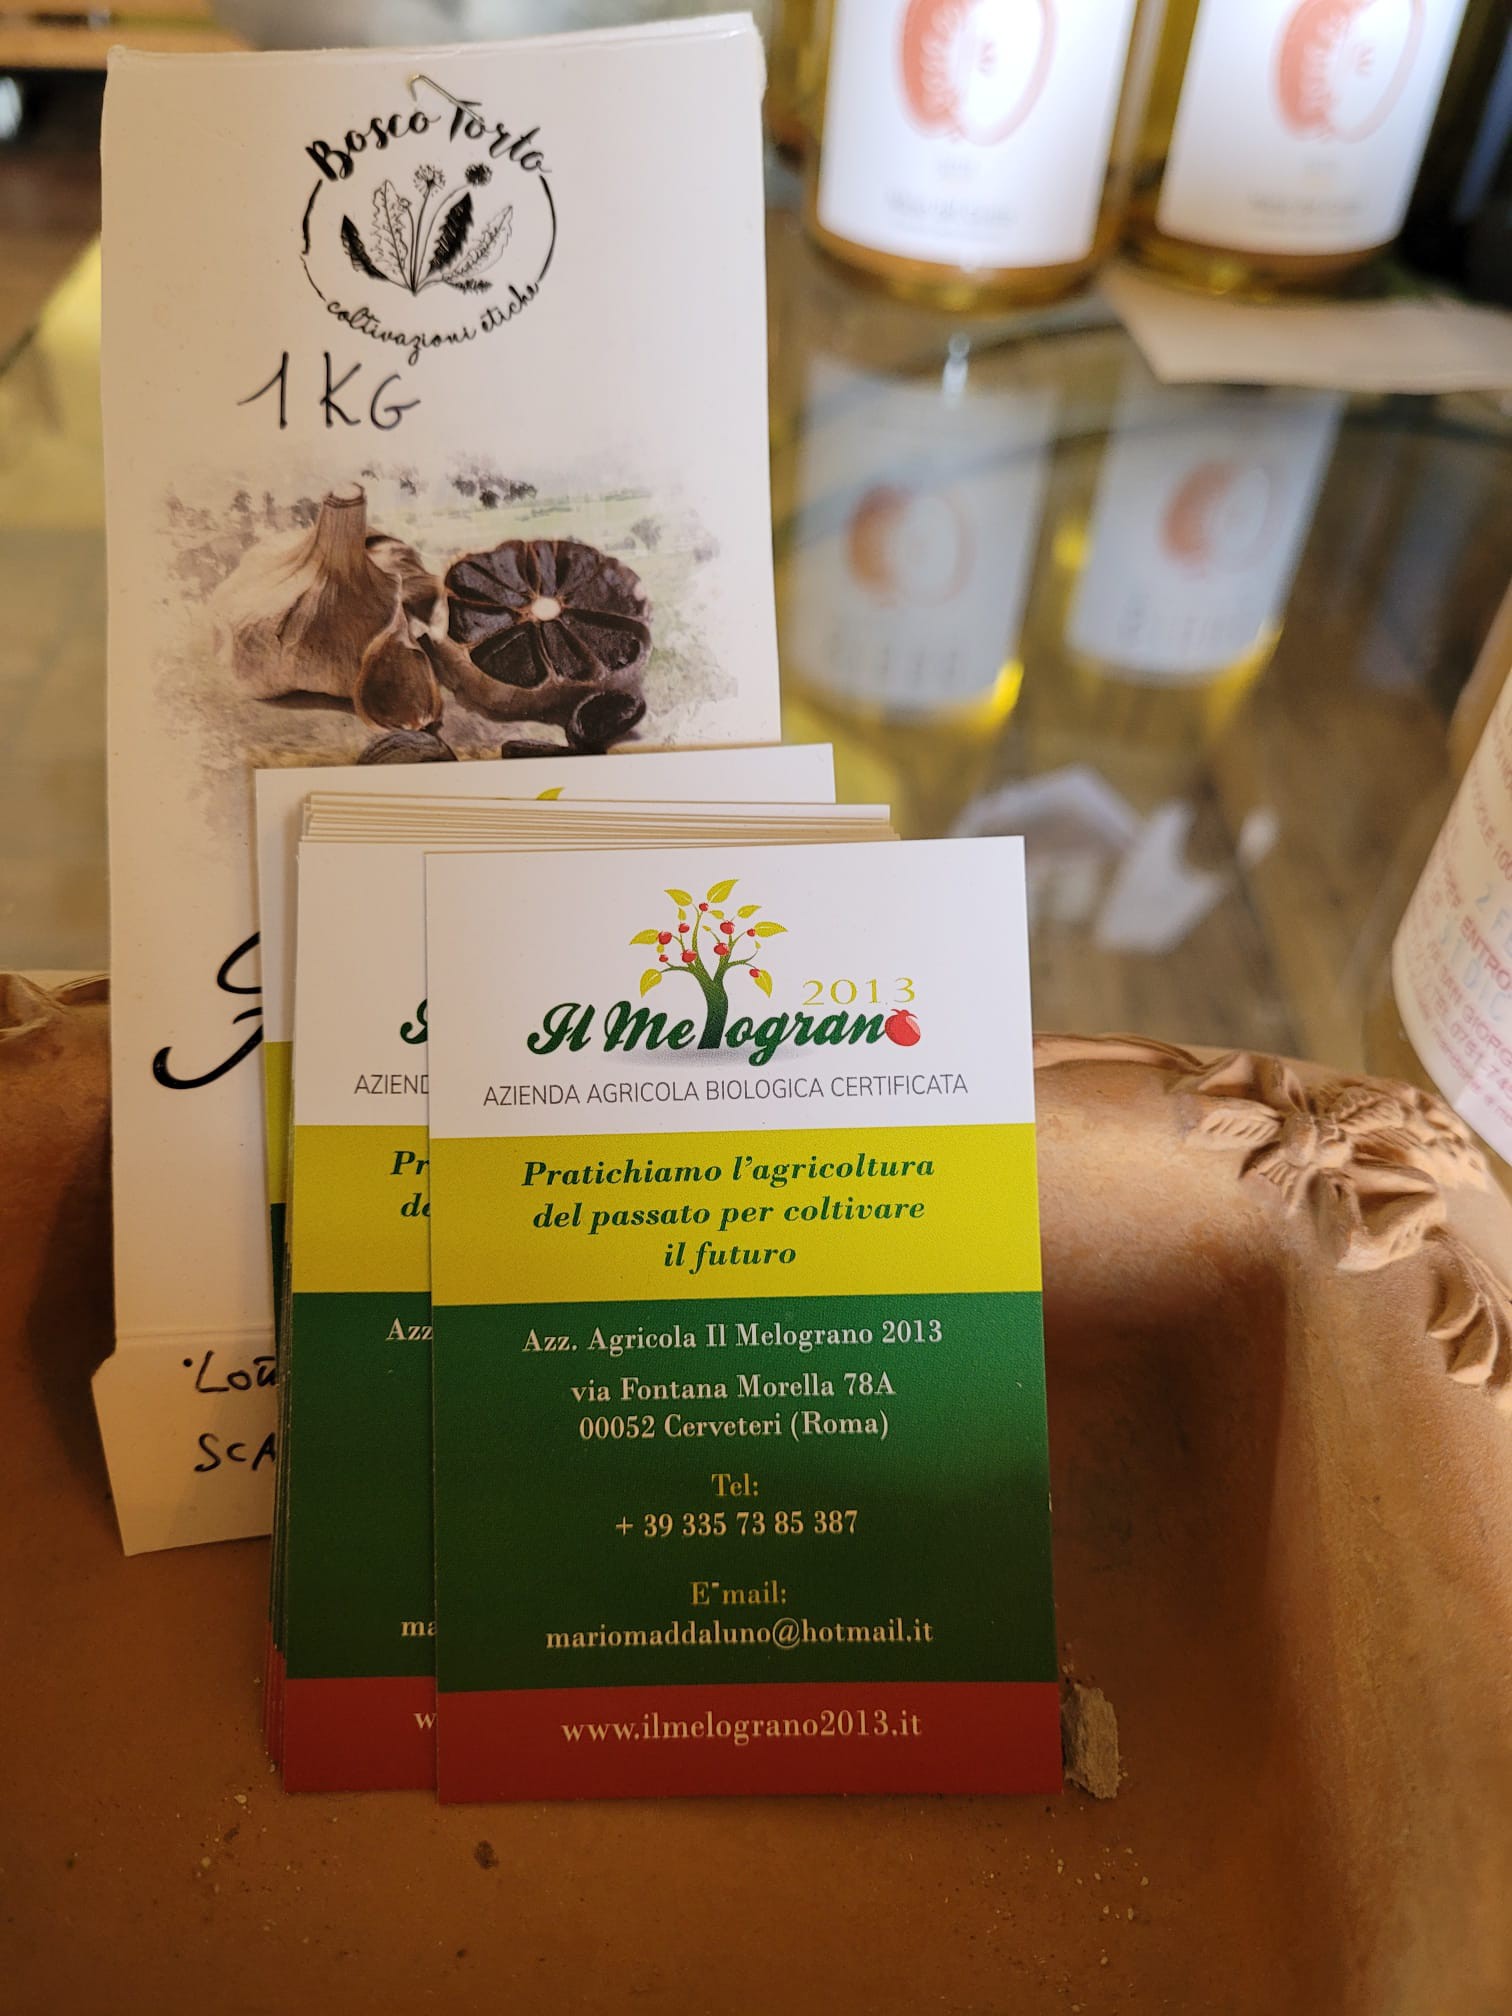 Bosco Torto
coltivazioni etiche
1 KG
2013
Il Melograno
AZIENDA AGRICOLA BIOLOGICA CERTIFICATA
Pratichiamo l'agricoltura
del passato per coltivare
il futuro
Azz. Agricola Il Melograno 2013
via Fontana Morella 78A
00052 Cerveteri (Roma)
Tel:
+ 39 335 73 85 387
E-mail:
mariomaddaluno@hotmail.it
www.ilmelograno2013.it